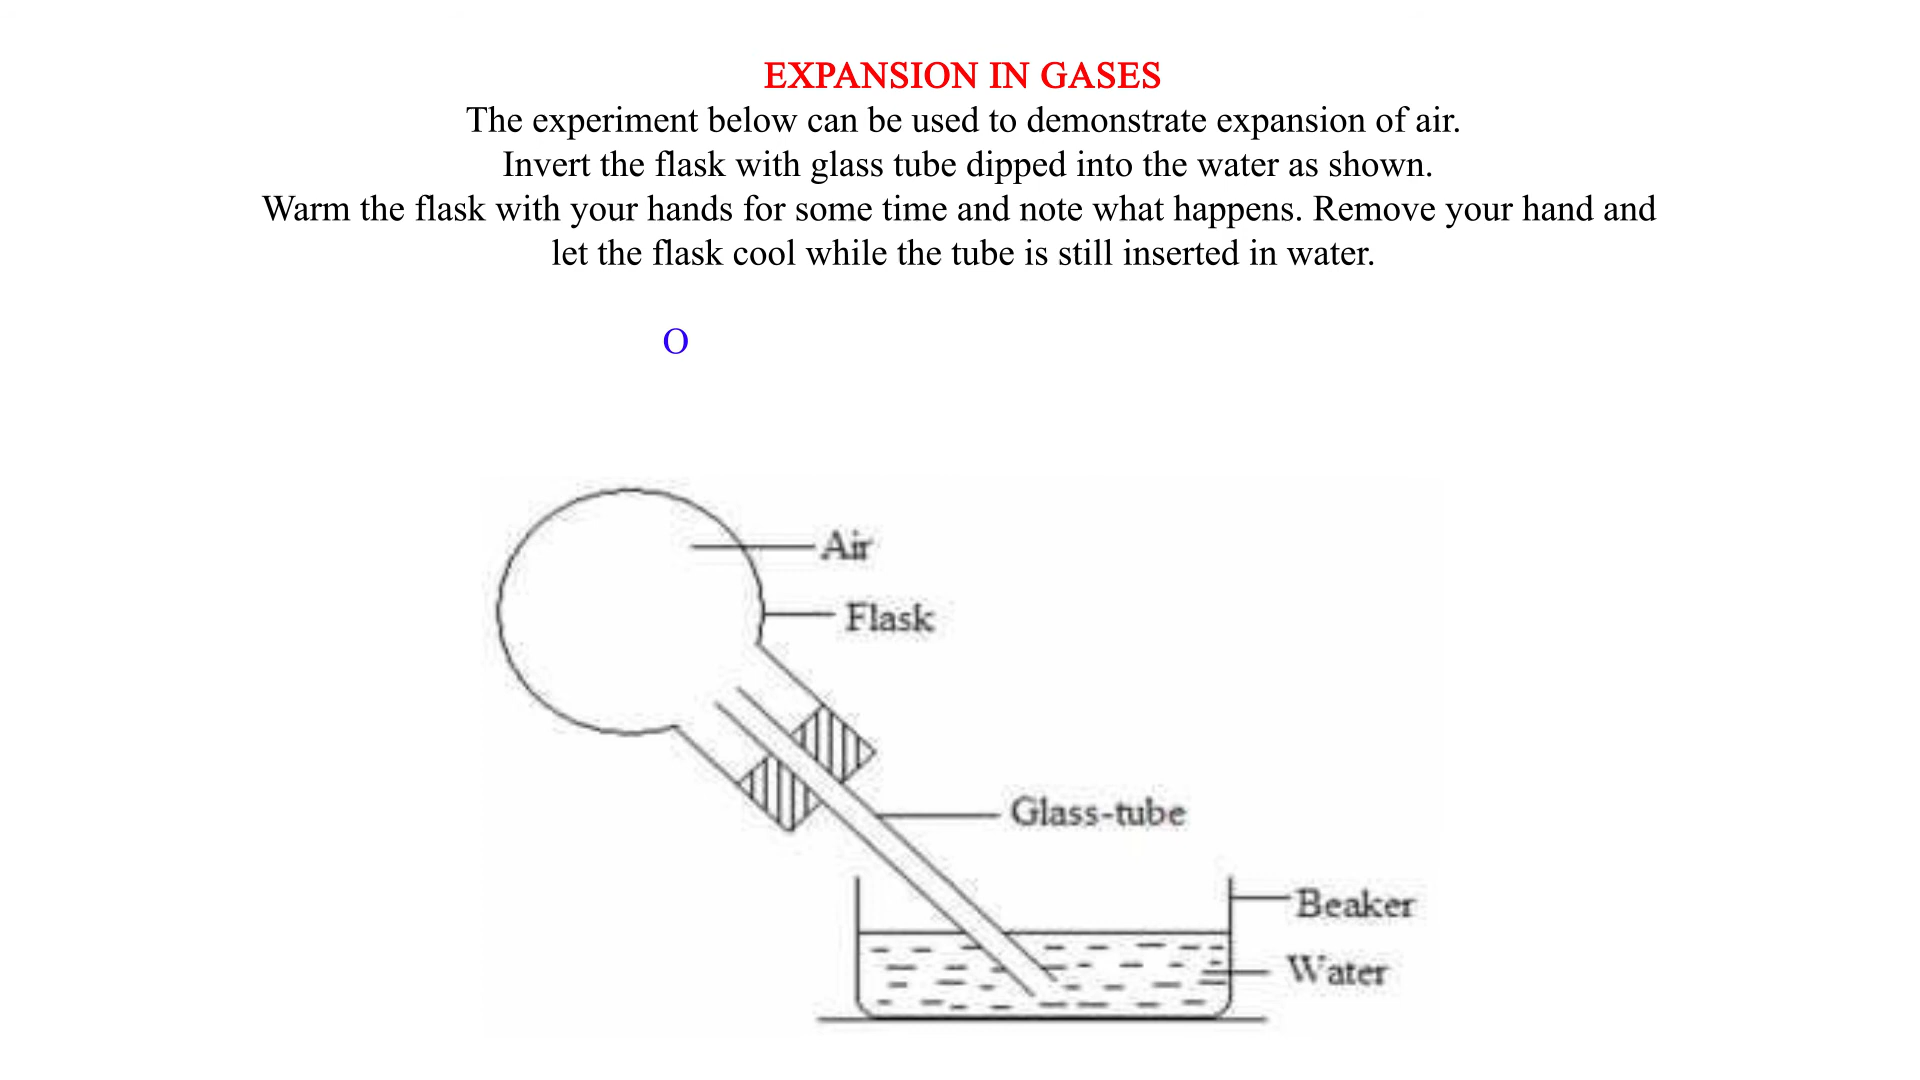 EXPANSION IN GASES
The experiment below can be used to demonstrate expansion of air.
Invert the flask with glass tube dipped into the water as shown.
Warm the flask with your hands for some time and note what happens. Remove your hand and
let the flask cool while the tube is still inserted in water.
O
Air
Flask
Glass-tube
Beaker
Water